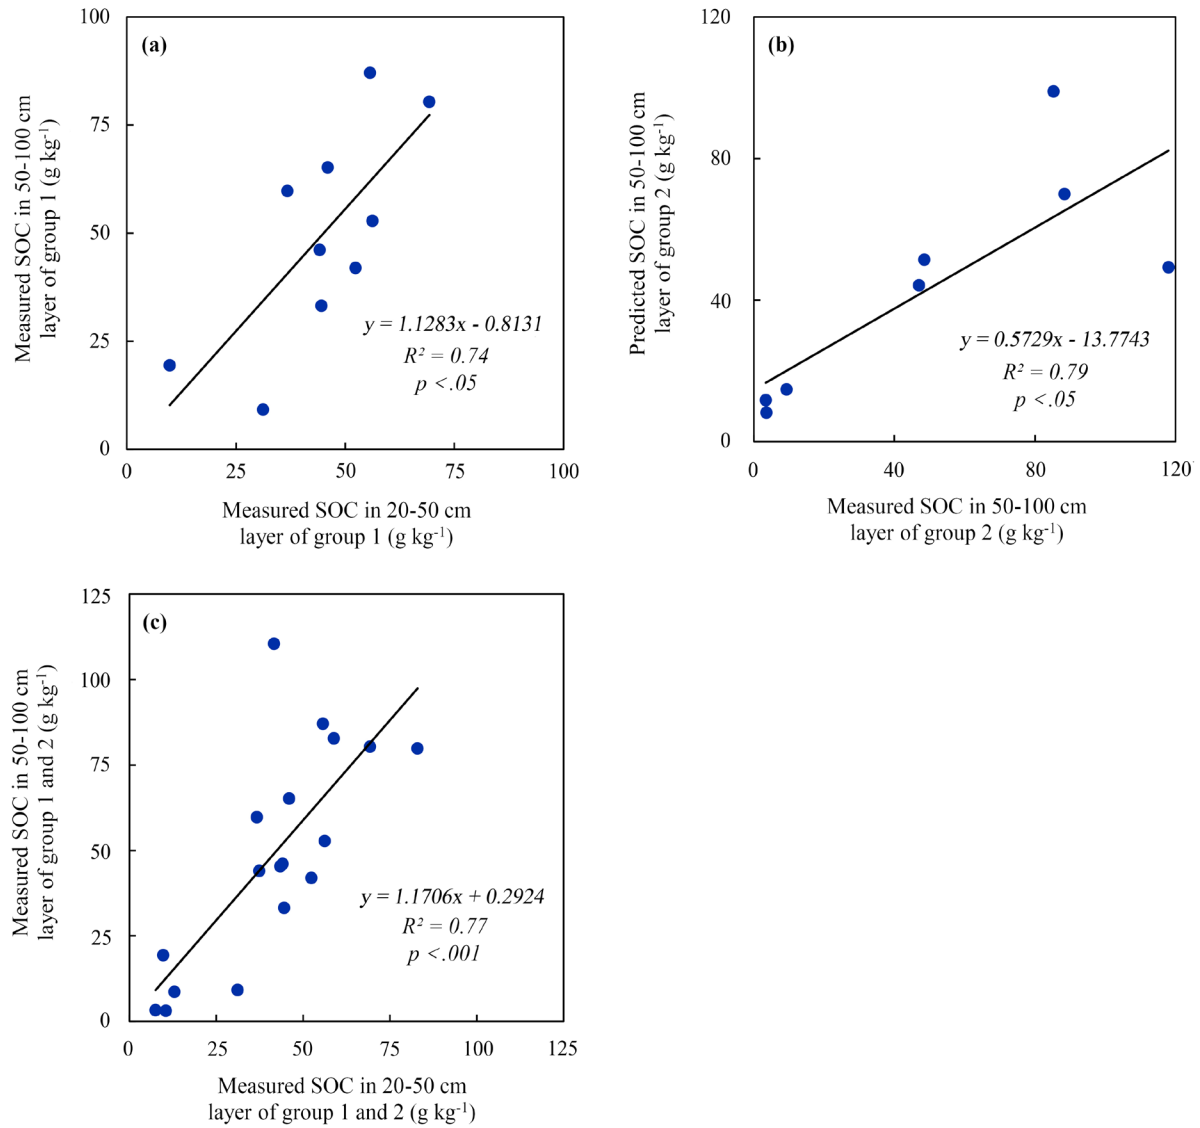 (a)
100
75
50
25
0
0 25 50 75 100
Measured SOC in 50-100 cm
layer of group 1 (g kg⁻¹)
y = 1.1283x - 0.8131
R² = 0.74
p <.05
Measured SOC in 20-50 cm
layer of group 1 (g kg⁻¹)
(b)
120
80
40
0
0 40 80 120
Predicted SOC in 50-100 cm
layer of group 2 (g kg⁻¹)
y = 0.5729x - 13.7743
R² = 0.79
p <.05
Measured SOC in 50-100 cm
layer of group 2 (g kg⁻¹)
(c)
125
100
75
50
25
0
0 25 50 75 100 125
Measured SOC in 50-100 cm
layer of group 1 and 2 (g kg⁻¹)
y = 1.1706x + 0.2924
R² = 0.77
p <.001
Measured SOC in 20-50 cm
layer of group 1 and 2 (g kg⁻¹)